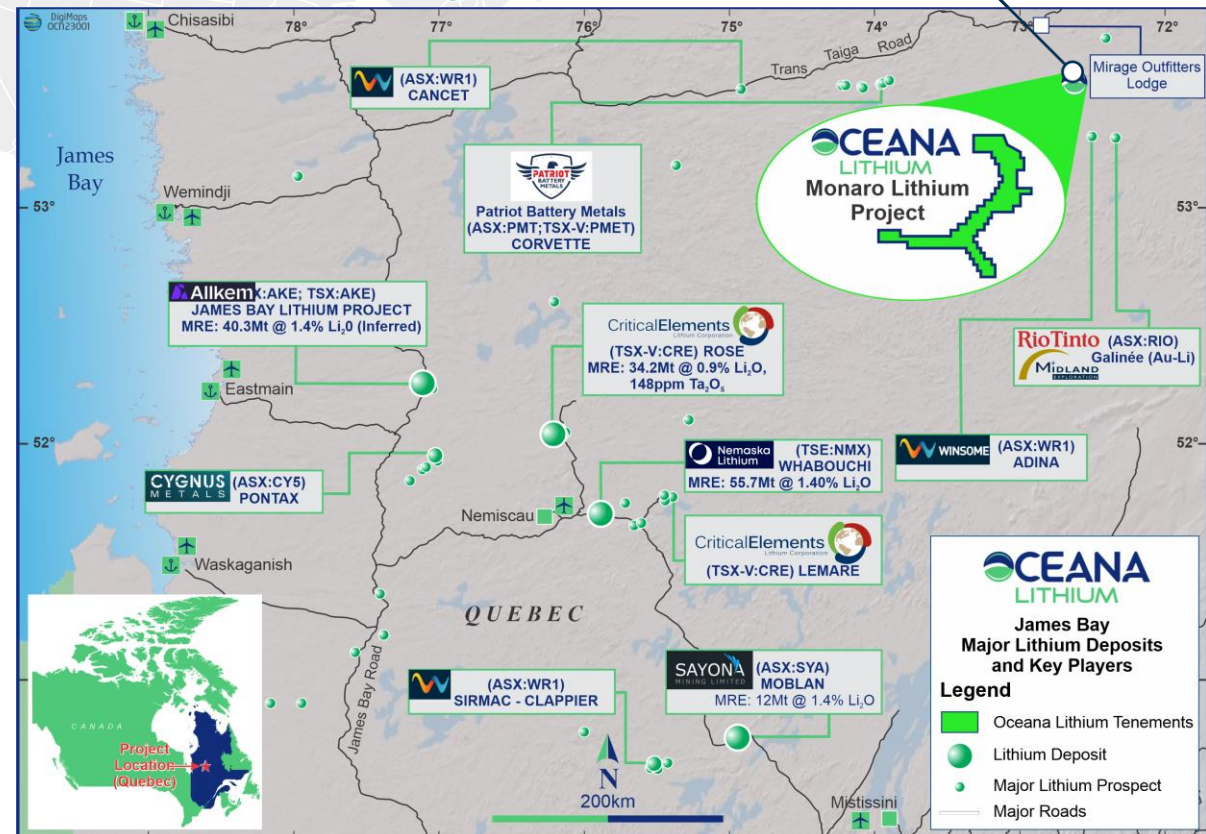 DigiMaps
OCN23001
Chisasibi
78°
77°
76°
75°
74°
73°
72°
Trans Taiga Road
Mirage Outfitters
Lodge
(ASX:WR1)
CANCET
James
Bay
Wemindji
53°
53°
PATRIOT
BATTERY METALS
Patriot Battery Metals
(ASX:PMT;TSX-V:PMET)
CORVETTE
OCEANA
LITHIUM
Monaro Lithium
Project
Allkem X:AKE; TSX:AKE)
JAMES BAY LITHIUM PROJECT
MRE: 40.3Mt @ 1.4% Li₂0 (Inferred)
CriticalElements
Lithium Corporation
(TSX-V:CRE) ROSE
MRE: 34.2Mt @ 0.9% Li₂O,
148ppm Ta₂O₅
RioTinto (ASX:RIO)
Galinée (Au-Li)
MIDLAND
EXPLORATION
Eastmain
52°
52°
CYGNUS
METALS
(ASX:CY5)
PONTAX
Nemaska
Lithium
(TSE:NMX)
WHABOUCHI
MRE: 55.7Mt @ 1.40% Li₂O
WINSOME (ASX:WR1)
ADINA
Nemiscau
CriticalElements
Lithium Corporation
(TSX-V:CRE) LEMARE
Waskaganish
QUEBEC
James Bay Road
(ASX:WR1)
SIRMAC - CLAPPIER
SAYONA
MINING LIMITED
(ASX:SYA)
MOBLAN
MRE: 12Mt @ 1.4% Li₂O
N
200km
Mistissini
CANADA
Project
Location
(Quebec)
OCEANA
LITHIUM
James Bay
Major Lithium Deposits
and Key Players
Legend
Oceana Lithium Tenements
Lithium Deposit
Major Lithium Prospect
Major Roads